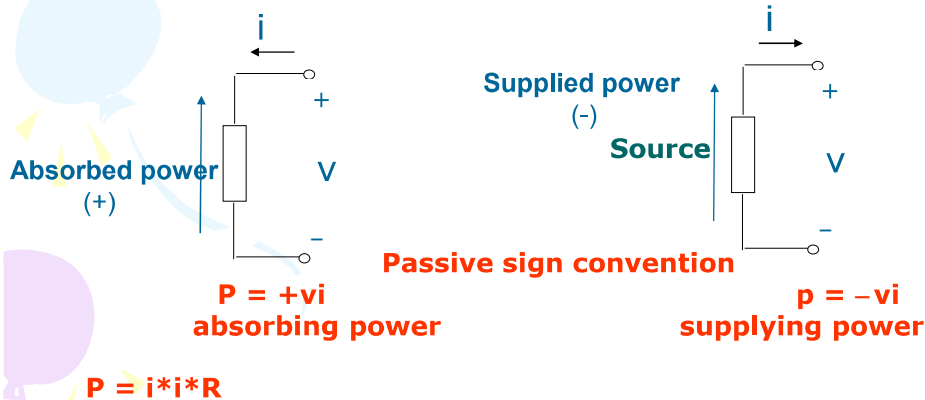 i
+
Absorbed power
(+)
V
–
P = +vi
absorbing power
P = i*i*R
Passive sign convention
i
Supplied power
(-)
Source
+
V
–
p = –vi
supplying power